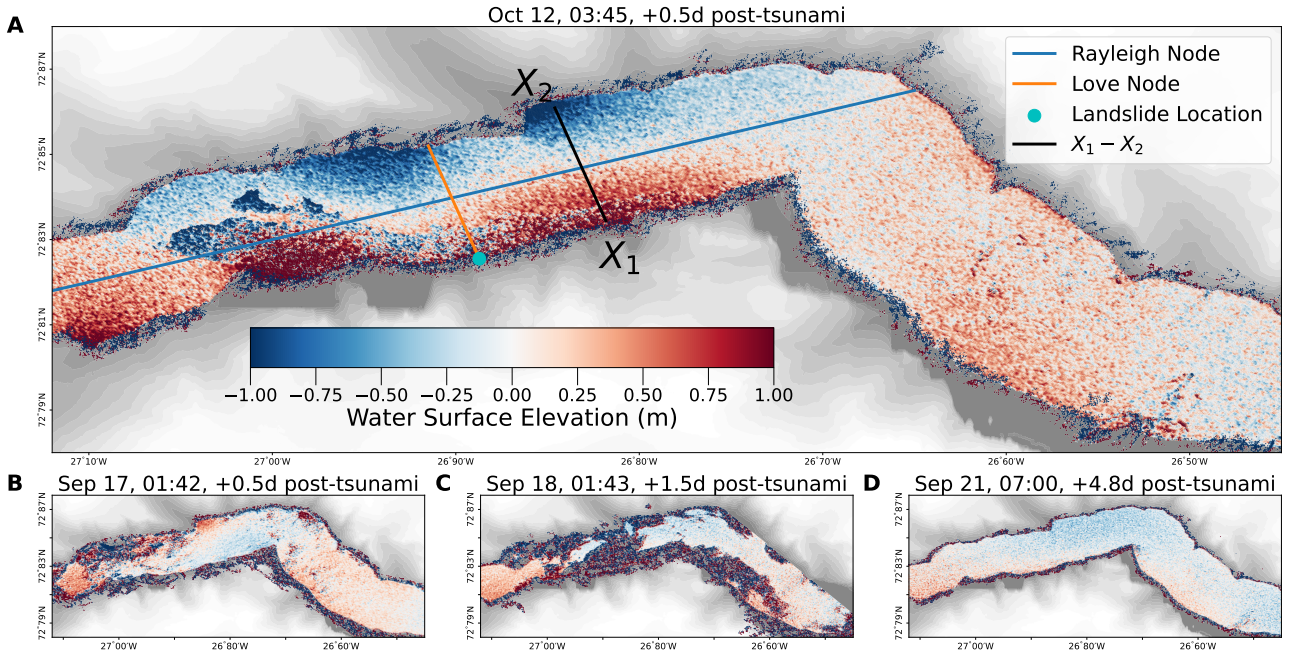 A
Oct 12, 03:45, +0.5d post-tsunami
72°87'N
72°85'N
72°83'N
72°81'N
72°79'N
X2
X1
Rayleigh Node
Love Node
Landslide Location
X1 − X2
−1.00 −0.75 −0.50 −0.25 0.00 0.25 0.50 0.75 1.00
Water Surface Elevation (m)
27°10'W 27°00'W 26°90'W 26°80'W 26°70'W 26°60'W 26°50'W
B
Sep 17, 01:42, +0.5d post-tsunami
72°87'N
72°83'N
72°79'N
27°00'W 26°80'W 26°60'W
C
Sep 18, 01:43, +1.5d post-tsunami
72°87'N
72°83'N
72°79'N
27°00'W 26°80'W 26°60'W
D
Sep 21, 07:00, +4.8d post-tsunami
72°87'N
72°83'N
72°79'N
27°00'W 26°80'W 26°60'W